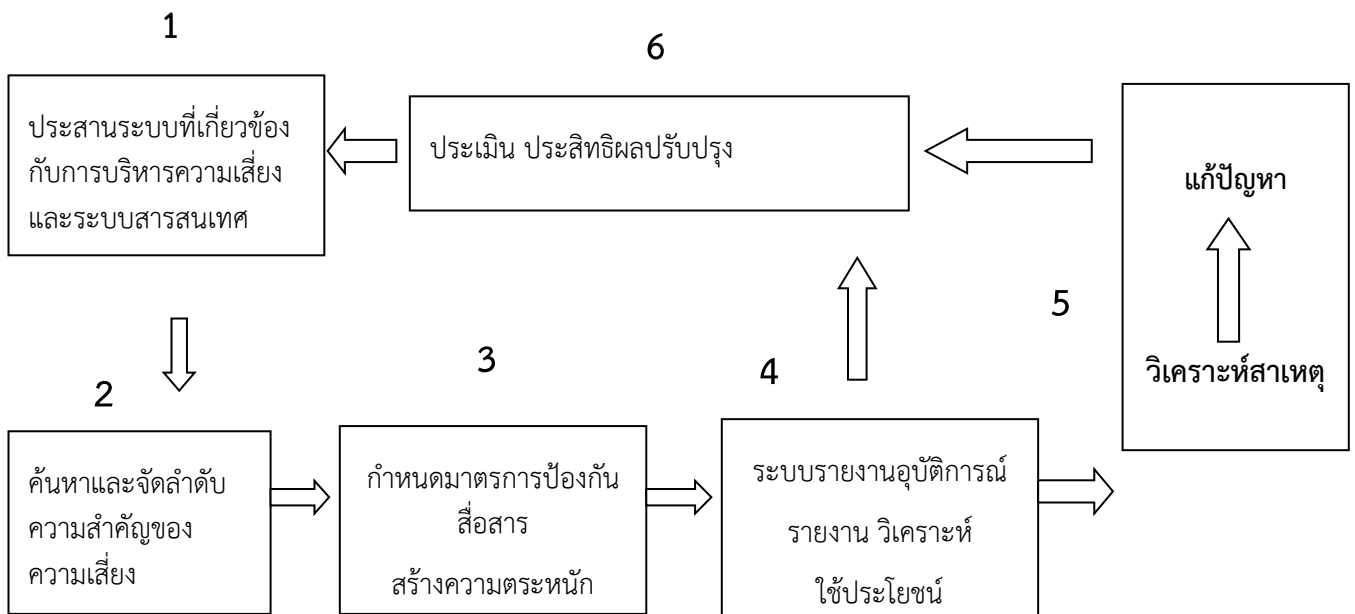 1
ประสานระบบที่เกี่ยวข้อง
กับการบริหารความเสี่ยง
และระบบสารสนเทศ
6
ประเมิน ประสิทธิผลปรับปรุง
แก้ปัญหา
วิเคราะห์สาเหตุ
5
2
ค้นหาและจัดลำดับ
ความสำคัญของ
ความเสี่ยง
3
กำหนดมาตรการป้องกัน
สื่อสาร
สร้างความตระหนัก
4
ระบบรายงานอุบัติการณ์
รายงาน วิเคราะห์
ใช้ประโยชน์